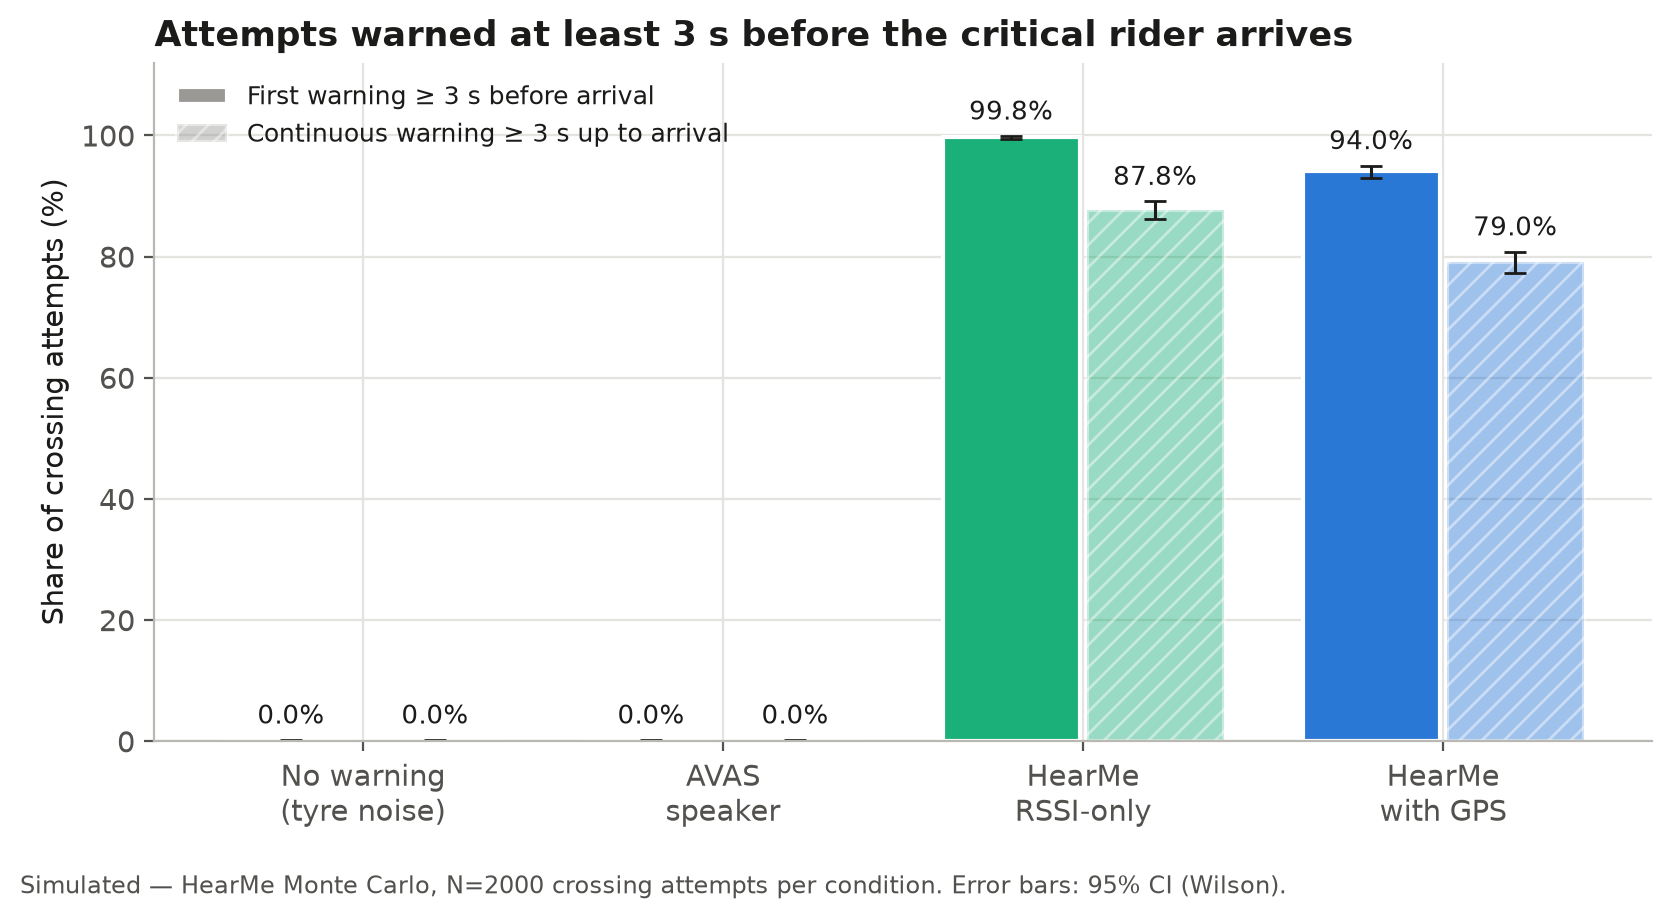 Attempts warned at least 3 s before the critical rider arrives
First warning ≥ 3 s before arrival
Continuous warning ≥ 3 s up to arrival
Share of crossing attempts (%)
100
80
60
40
20
0
0.0%
0.0%
0.0%
0.0%
99.8%
87.8%
94.0%
79.0%
No warning
(tyre noise)
AVAS
speaker
HearMe
RSSI-only
HearMe
with GPS
Simulated — HearMe Monte Carlo, N=2000 crossing attempts per condition. Error bars: 95% CI (Wilson).